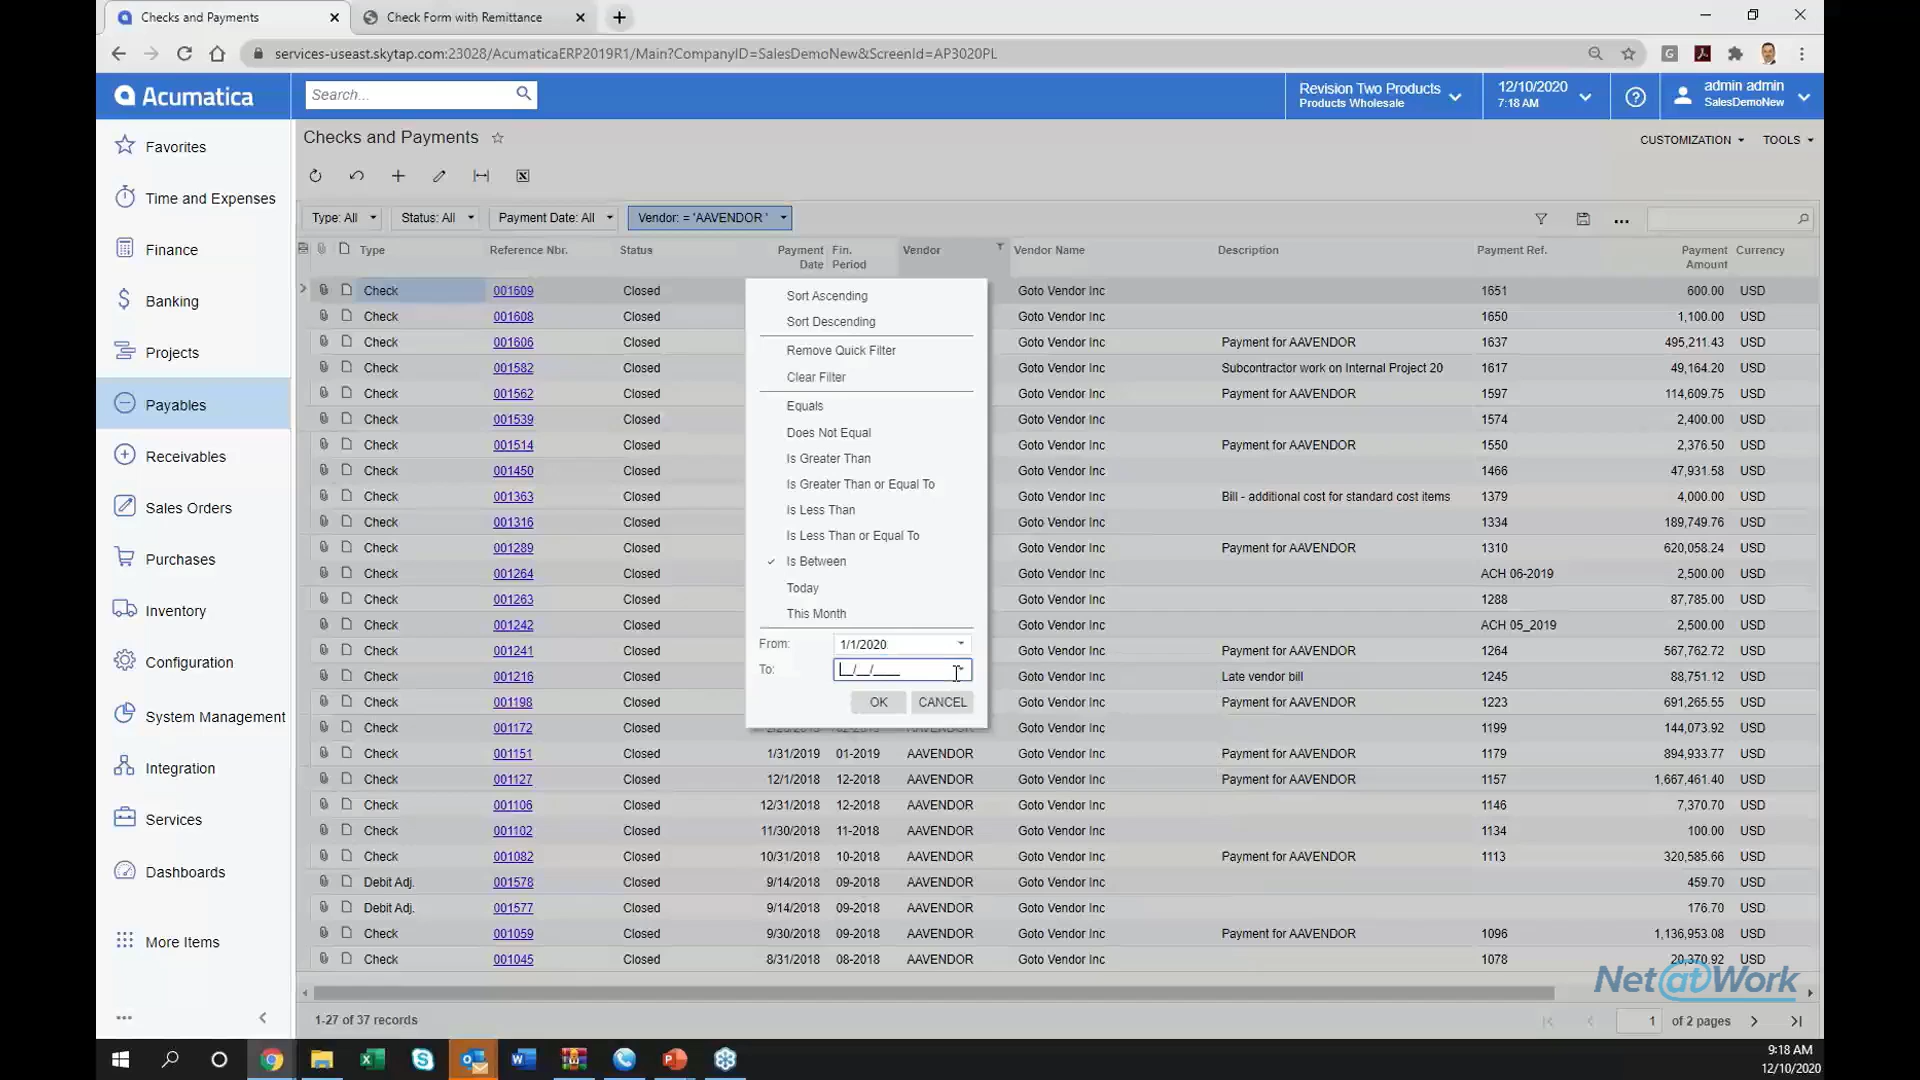 Checks and Payments
Check Form with Remittance
services-useast.skytap.com:23028/AcumaticaERP2019R1/Main?CompanyID=SalesDemoNew&ScreenId=AP3020PL
Acumatica
Search...
Revision Two Products
Products Wholesale
12/10/2020
7:18 AM
admin admin
SalesDemoNew
Favorites
Time and Expenses
Finance
Banking
Projects
Payables
Receivables
Sales Orders
Purchases
Inventory
Configuration
System Management
Integration
Services
Dashboards
More Items
Checks and Payments
CUSTOMIZATION
TOOLS
Type: All
Status: All
Payment Date: All
Vendor: = 'AAVENDOR '
Type Reference Nbr. Status Payment Date Fin. Period Vendor Vendor Name Description Payment Ref. Payment Amount Currency
Check 001609 Closed Goto Vendor Inc 1651 600.00 USD
Check 001608 Closed Goto Vendor Inc 1650 1,100.00 USD
Check 001606 Closed Goto Vendor Inc Payment for AAVENDOR 1637 495,211.43 USD
Check 001582 Closed Goto Vendor Inc Subcontractor work on Internal Project 20 1617 49,164.20 USD
Check 001562 Closed Goto Vendor Inc Payment for AAVENDOR 1597 114,609.75 USD
Check 001539 Closed Goto Vendor Inc 1574 2,400.00 USD
Check 001514 Closed Goto Vendor Inc Payment for AAVENDOR 1550 2,376.50 USD
Check 001450 Closed Goto Vendor Inc 1466 47,931.58 USD
Check 001363 Closed Goto Vendor Inc Bill - additional cost for standard cost items 1379 4,000.00 USD
Check 001316 Closed Goto Vendor Inc 1334 189,749.76 USD
Check 001289 Closed Goto Vendor Inc Payment for AAVENDOR 1310 620,058.24 USD
Check 001264 Closed Goto Vendor Inc ACH 06-2019 2,500.00 USD
Check 001263 Closed Goto Vendor Inc 1288 87,785.00 USD
Check 001242 Closed Goto Vendor Inc ACH 05_2019 2,500.00 USD
Check 001241 Closed Goto Vendor Inc Payment for AAVENDOR 1264 567,762.72 USD
Check 001216 Closed Goto Vendor Inc Late vendor bill 1245 88,751.12 USD
Check 001198 Closed Goto Vendor Inc Payment for AAVENDOR 1223 691,265.55 USD
Check 001172 Closed Goto Vendor Inc 1199 144,073.92 USD
Check 001151 Closed 1/31/2019 01-2019 AAVENDOR Goto Vendor Inc Payment for AAVENDOR 1179 894,933.77 USD
Check 001127 Closed 12/1/2018 12-2018 AAVENDOR Goto Vendor Inc Payment for AAVENDOR 1157 1,667,461.40 USD
Check 001106 Closed 12/31/2018 12-2018 AAVENDOR Goto Vendor Inc 1146 7,370.70 USD
Check 001102 Closed 11/30/2018 11-2018 AAVENDOR Goto Vendor Inc 1134 100.00 USD
Check 001082 Closed 10/31/2018 10-2018 AAVENDOR Goto Vendor Inc Payment for AAVENDOR 1113 320,585.66 USD
Debit Adj. 001578 Closed 9/14/2018 09-2018 AAVENDOR Goto Vendor Inc 459.70 USD
Debit Adj. 001577 Closed 9/14/2018 09-2018 AAVENDOR Goto Vendor Inc 176.70 USD
Check 001059 Closed 9/30/2018 09-2018 AAVENDOR Goto Vendor Inc Payment for AAVENDOR 1096 1,136,953.08 USD
Check 001045 Closed 8/31/2018 08-2018 AAVENDOR Goto Vendor Inc 1078 20,370.92 USD
Sort Ascending
Sort Descending
Remove Quick Filter
Clear Filter
Equals
Does Not Equal
Is Greater Than
Is Greater Than or Equal To
Is Less Than
Is Less Than or Equal To
Is Between
Today
This Month
From: 1/1/2020
To: __/__/____
OK
CANCEL
Net@Work
1-27 of 37 records
1 of 2 pages
9:18 AM
12/10/2020